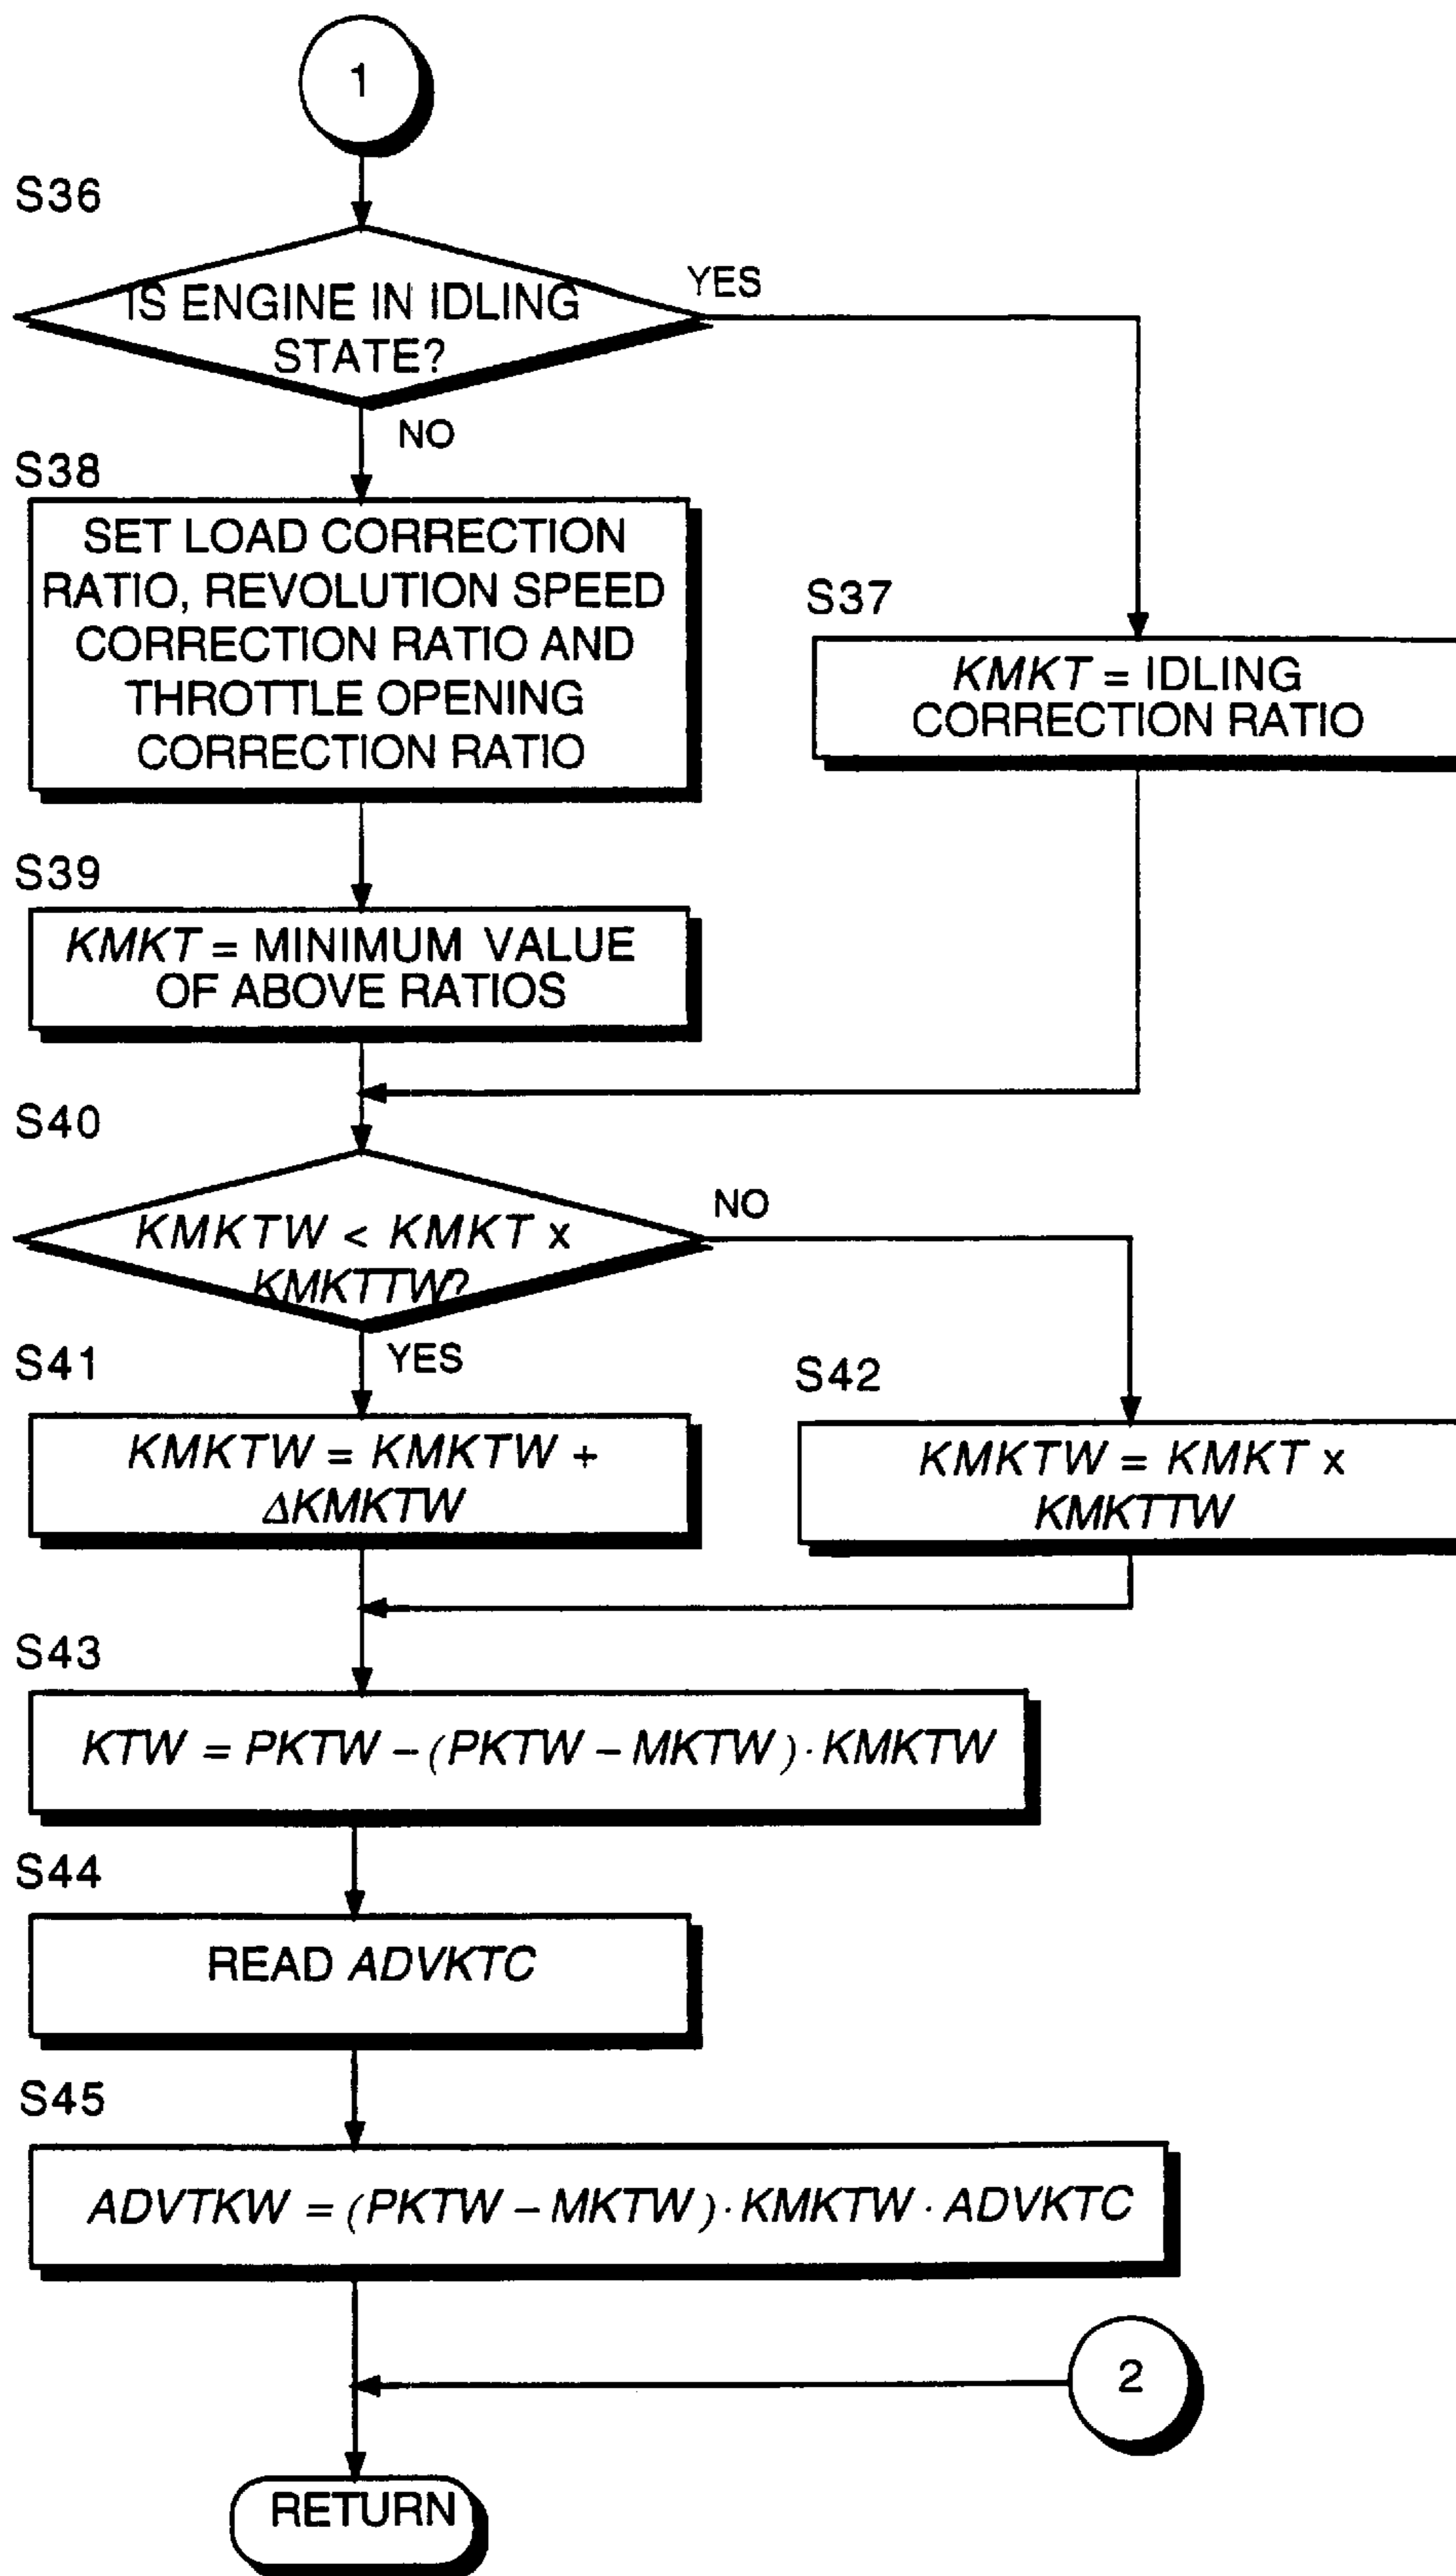 1
S36
IS ENGINE IN IDLING
STATE?
YES
NO
S38
SET LOAD CORRECTION
RATIO, REVOLUTION SPEED
CORRECTION RATIO AND
THROTTLE OPENING
CORRECTION RATIO
S37
KMKT = IDLING
CORRECTION RATIO
S39
KMKT = MINIMUM VALUE
OF ABOVE RATIOS
S40
KMKTW < KMKT x
KMKTTW?
NO
YES
S41
KMKTW = KMKTW +
ΔKMKTW
S42
KMKTW = KMKT x
KMKTTW
S43
KTW = PKTW – (PKTW – MKTW) · KMKTW
S44
READ ADVKTC
S45
ADVTKW = (PKTW – MKTW) · KMKTW · ADVKTC
2
RETURN